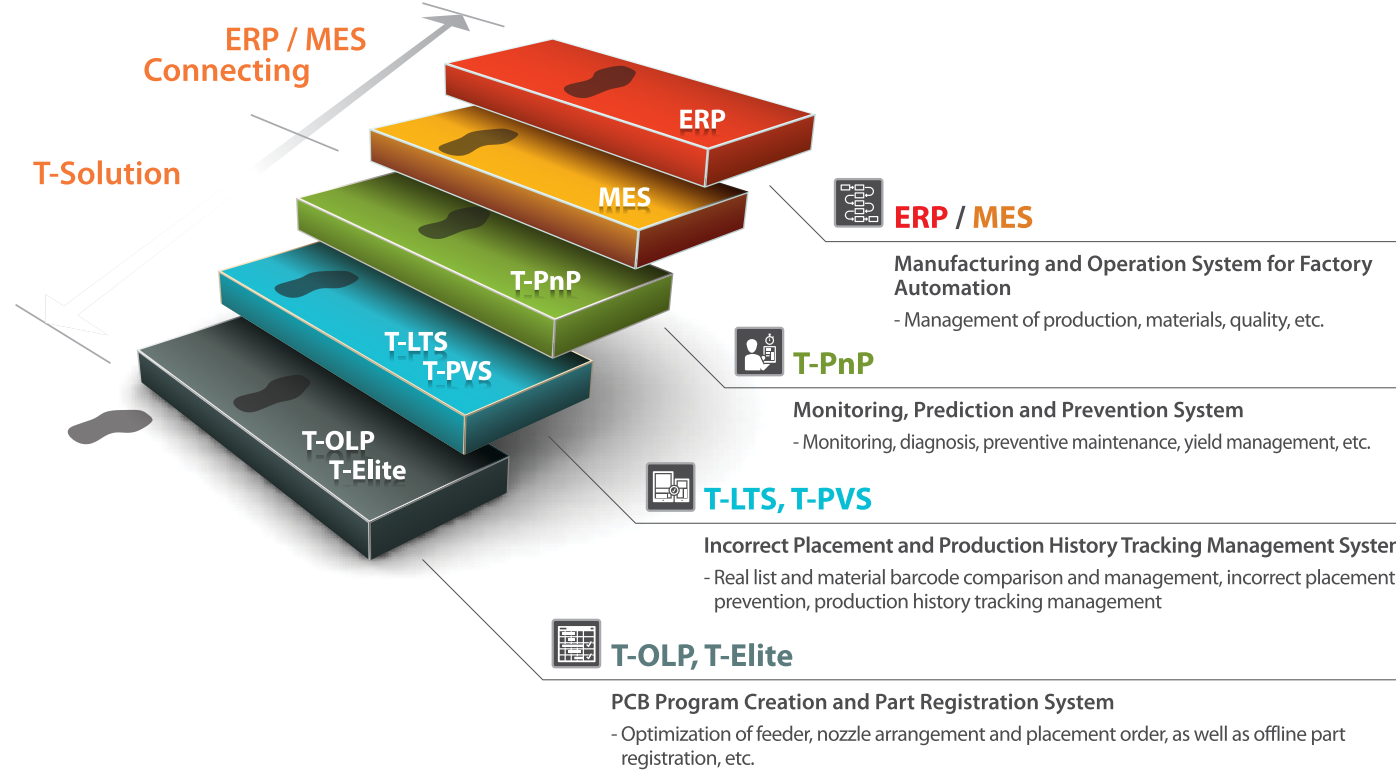 ERP / MES
Connecting
T-Solution
ERP
MES
T-PnP
T-LTS
T-PVS
T-OLP
T-Elite
ERP / MES
Manufacturing and Operation System for Factory
Automation
- Management of production, materials, quality, etc.
T-PnP
Monitoring, Prediction and Prevention System
- Monitoring, diagnosis, preventive maintenance, yield management, etc.
T-LTS, T-PVS
Incorrect Placement and Production History Tracking Management System
- Real list and material barcode comparison and management, incorrect placement
prevention, production history tracking management
T-OLP, T-Elite
PCB Program Creation and Part Registration System
- Optimization of feeder, nozzle arrangement and placement order, as well as offline part
registration, etc.